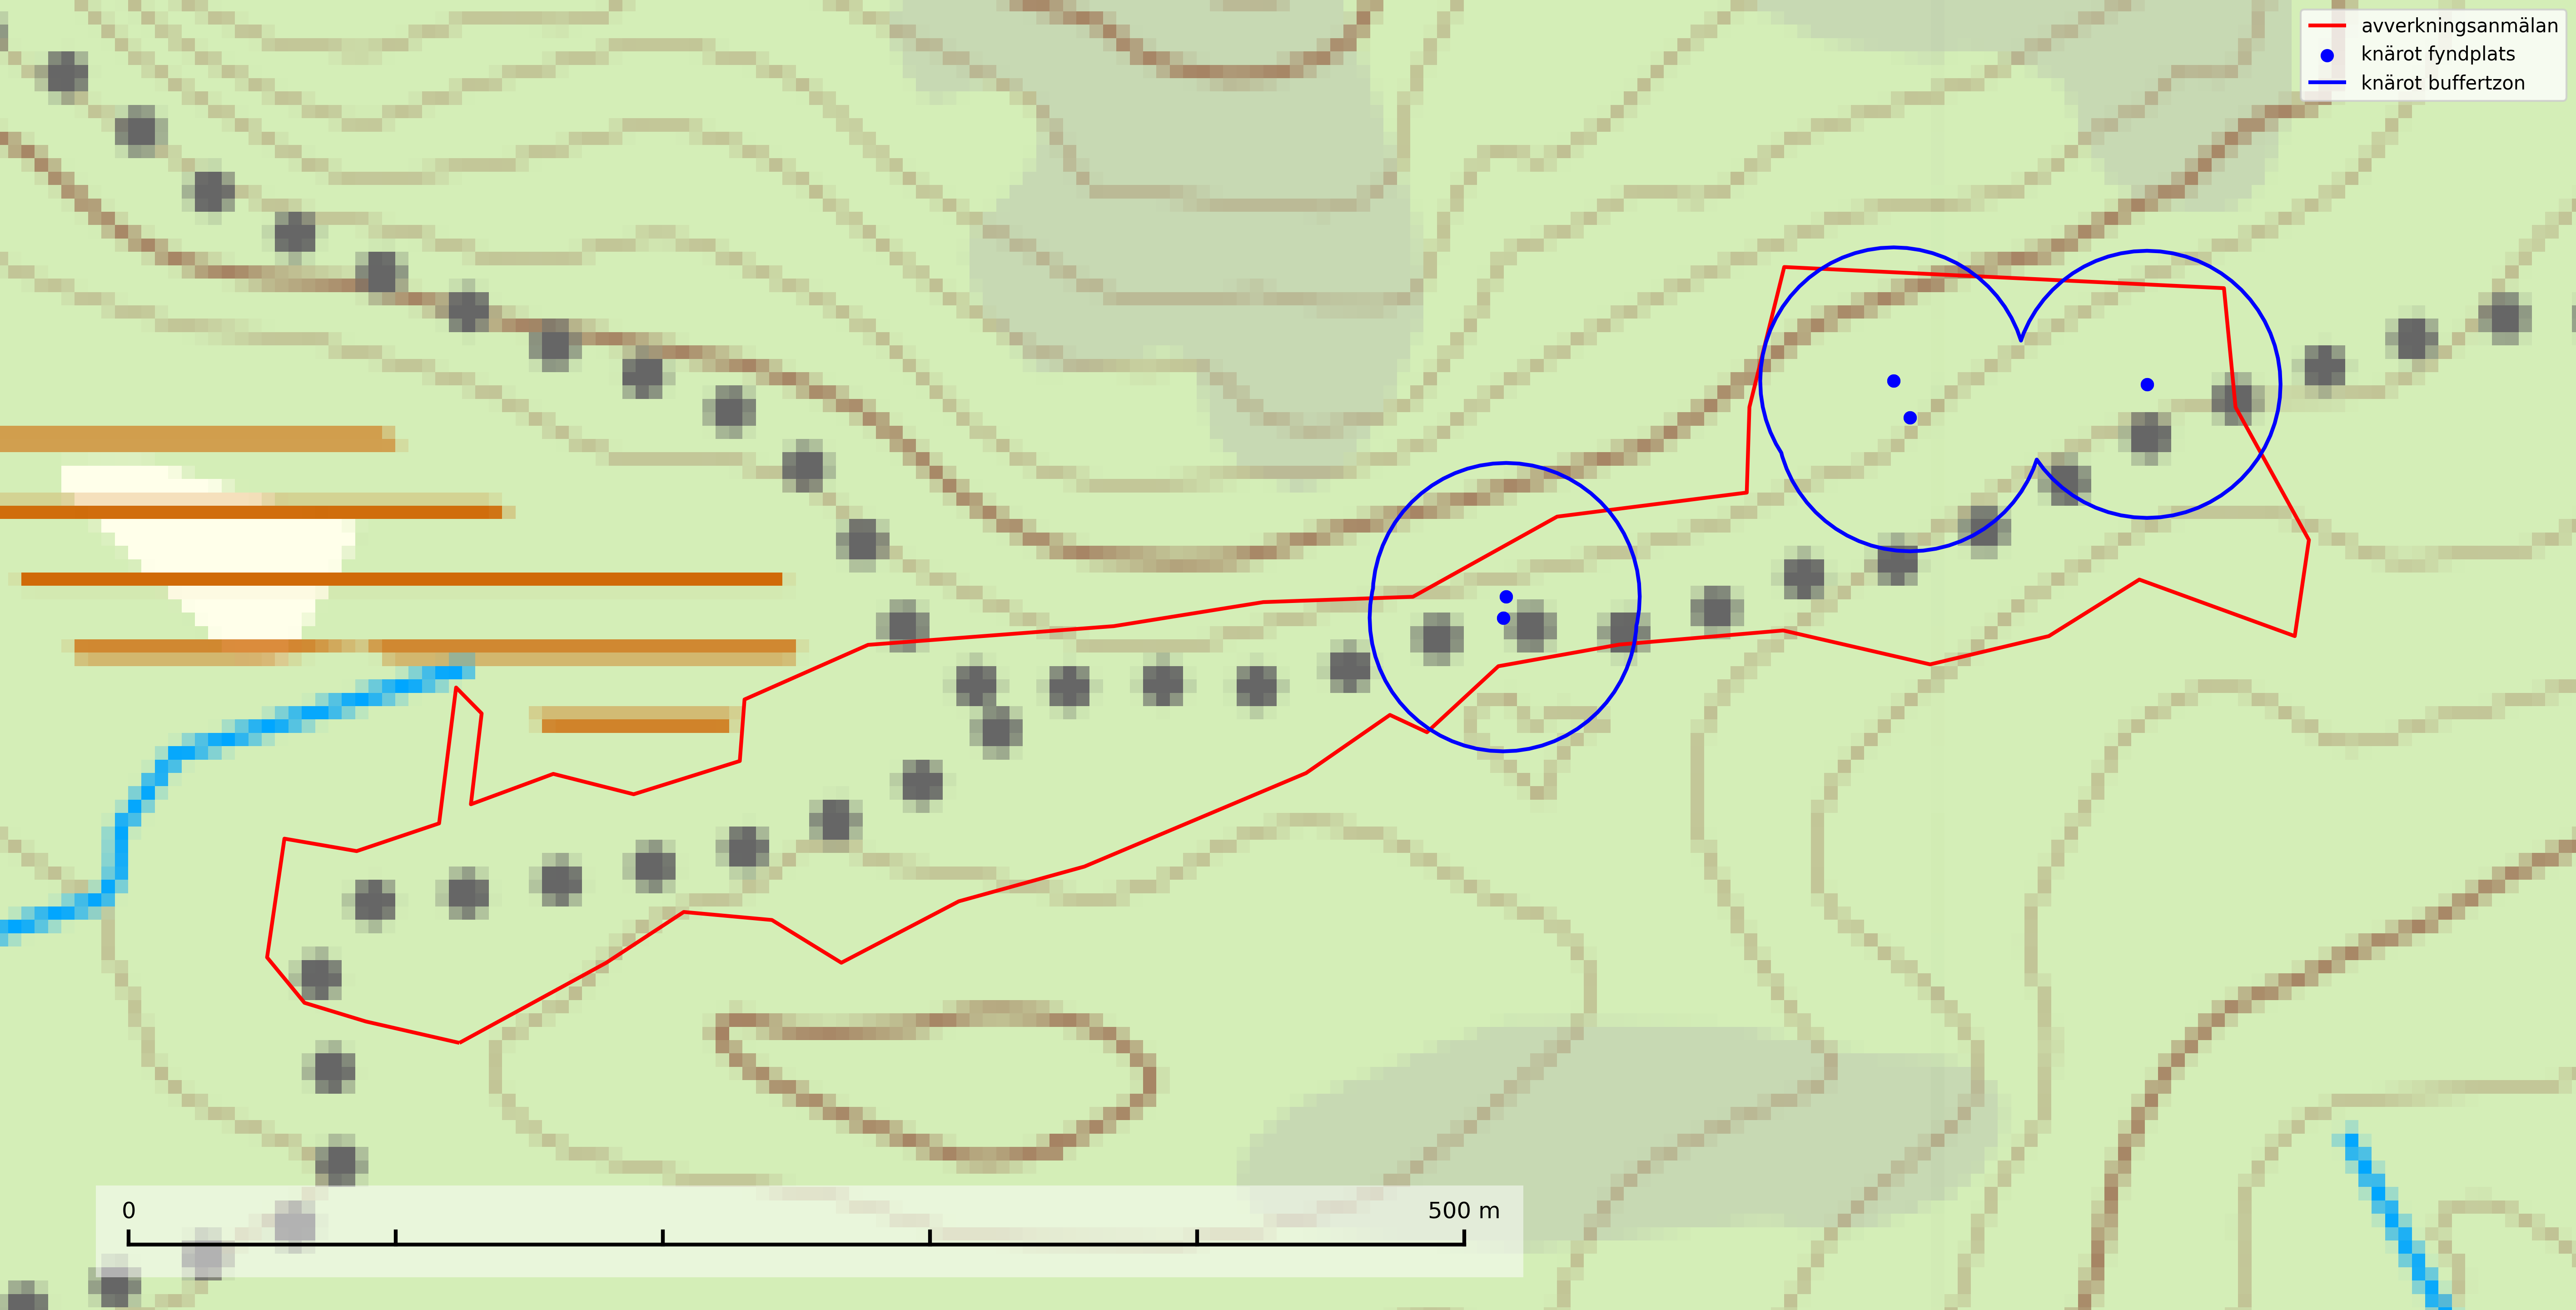 avverkningsanmälan
knärot fyndplats
knärot buffertzon
0
500 m